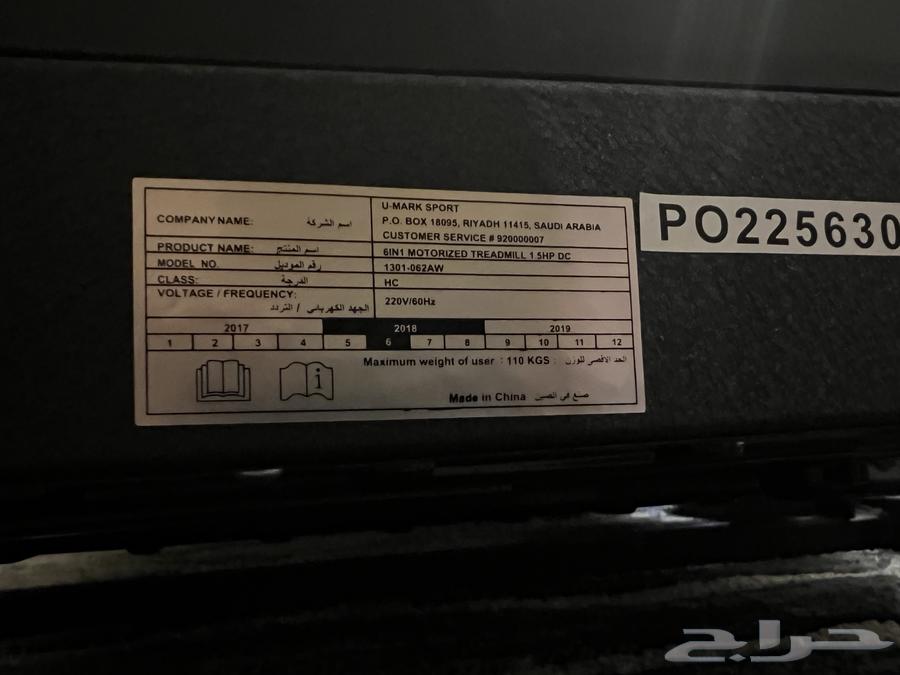 COMPANY NAME: اسم الشركة
U-MARK SPORT
P.O. BOX 18095, RIYADH 11415, SAUDI ARABIA
CUSTOMER SERVICE # 920000007
PRODUCT NAME: اسم المنتج 6IN1 MOTORIZED TREADMILL 1.5HP DC
MODEL NO. رقم الموديل 1301-062AW
CLASS: الدرجة HC
VOLTAGE / FREQUENCY: الجهد الكهربائي / التردد 220V/60Hz
2017 2018 2019
1 2 3 4 5 6 7 8 9 10 11 12
Maximum weight of user : 110 KGS : الحد الاقصى للوزن
i
Made in China صنع في الصين
PO225630
حراج